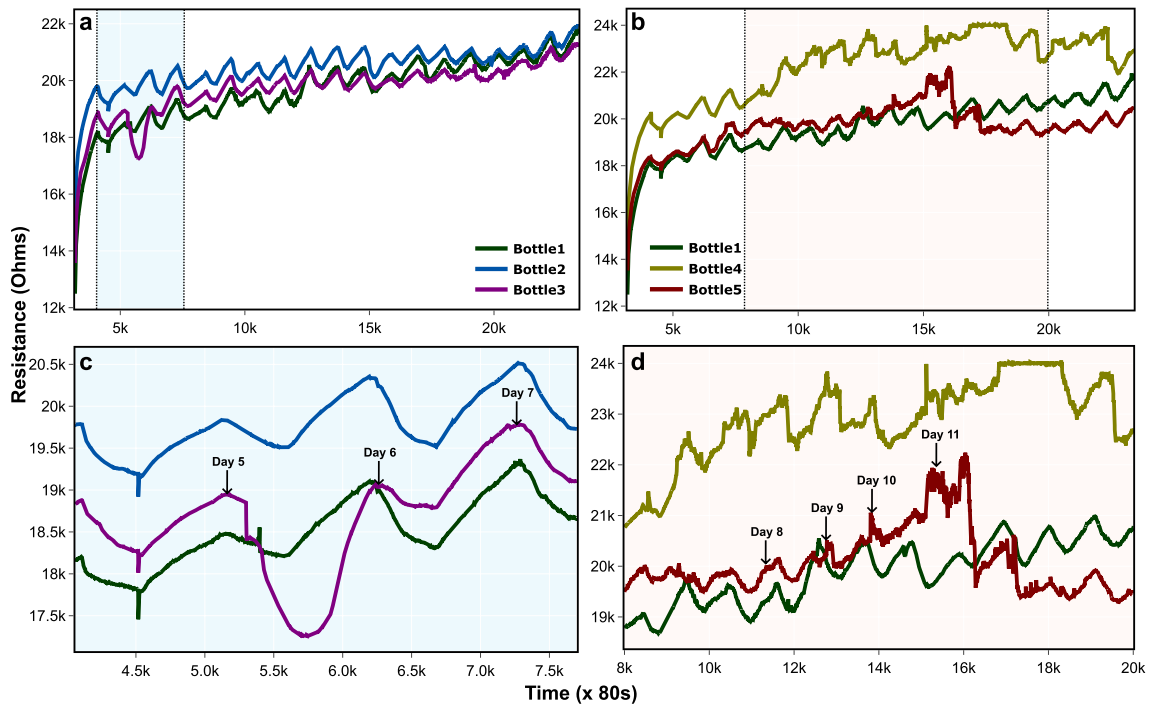 a
22k
20k
18k
16k
14k
12k
5k
10k
15k
20k
Bottle1
Bottle2
Bottle3
b
24k
22k
20k
18k
16k
14k
12k
5k
10k
15k
20k
Bottle1
Bottle4
Bottle5
Resistance (Ohms)
c
20.5k
20k
19.5k
19k
18.5k
18k
17.5k
4.5k
5.0k
5.5k
6.0k
6.5k
7.0k
7.5k
Day 5
Day 6
Day 7
d
24k
23k
22k
21k
20k
19k
8k
10k
12k
14k
16k
18k
20k
Day 8
Day 9
Day 10
Day 11
Time (x 80s)